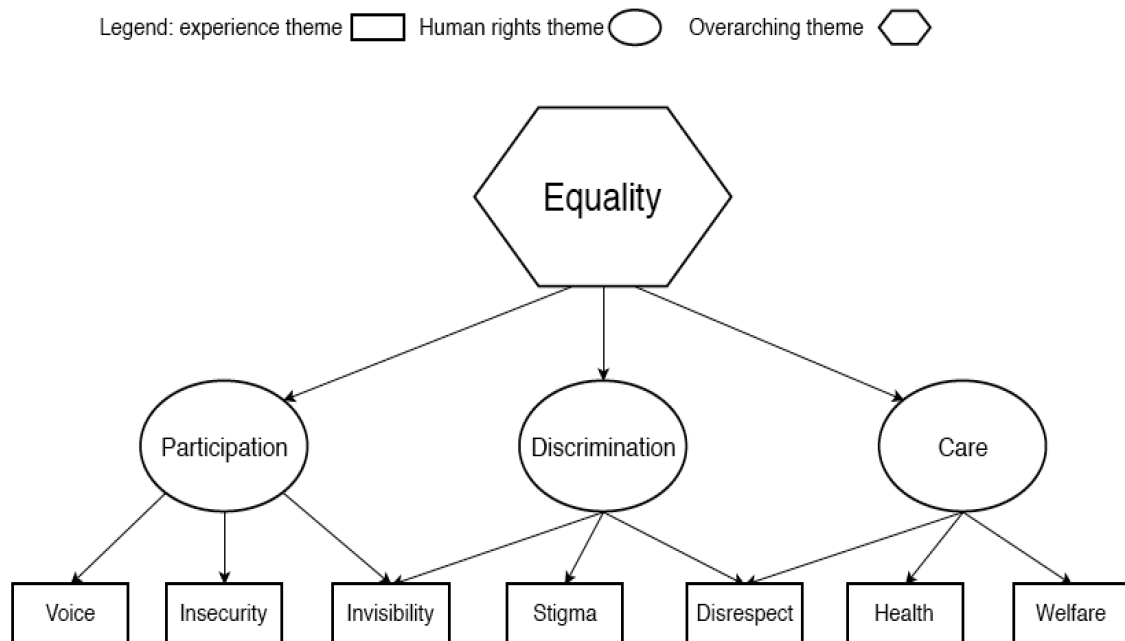 Legend: experience theme Human rights theme Overarching theme
Equality
Participation Discrimination Care
Voice Insecurity Invisibility Stigma Disrespect Health Welfare